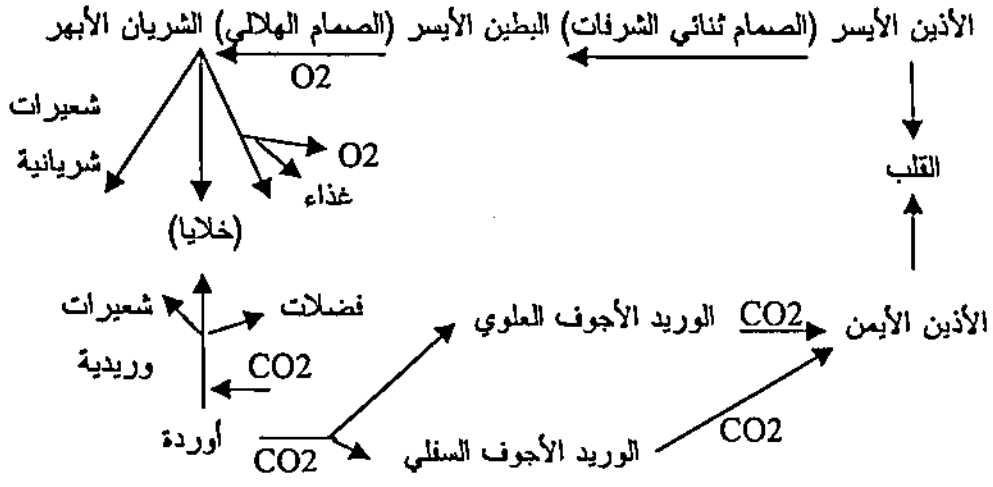 الأذين الأيسر (الصمام ثنائي الشرفات) البطين الأيسر (الصمام الهلالي) الشريان الأبهر
O2
شعيرات
شريانية
O2
غذاء
القلب
(خلايا)
شعيرات
فضلات
وريدية
CO2
الوريد الأجوف العلوي
CO2
الأذين الأيمن
أوردة
CO2
الوريد الأجوف السفلي
CO2